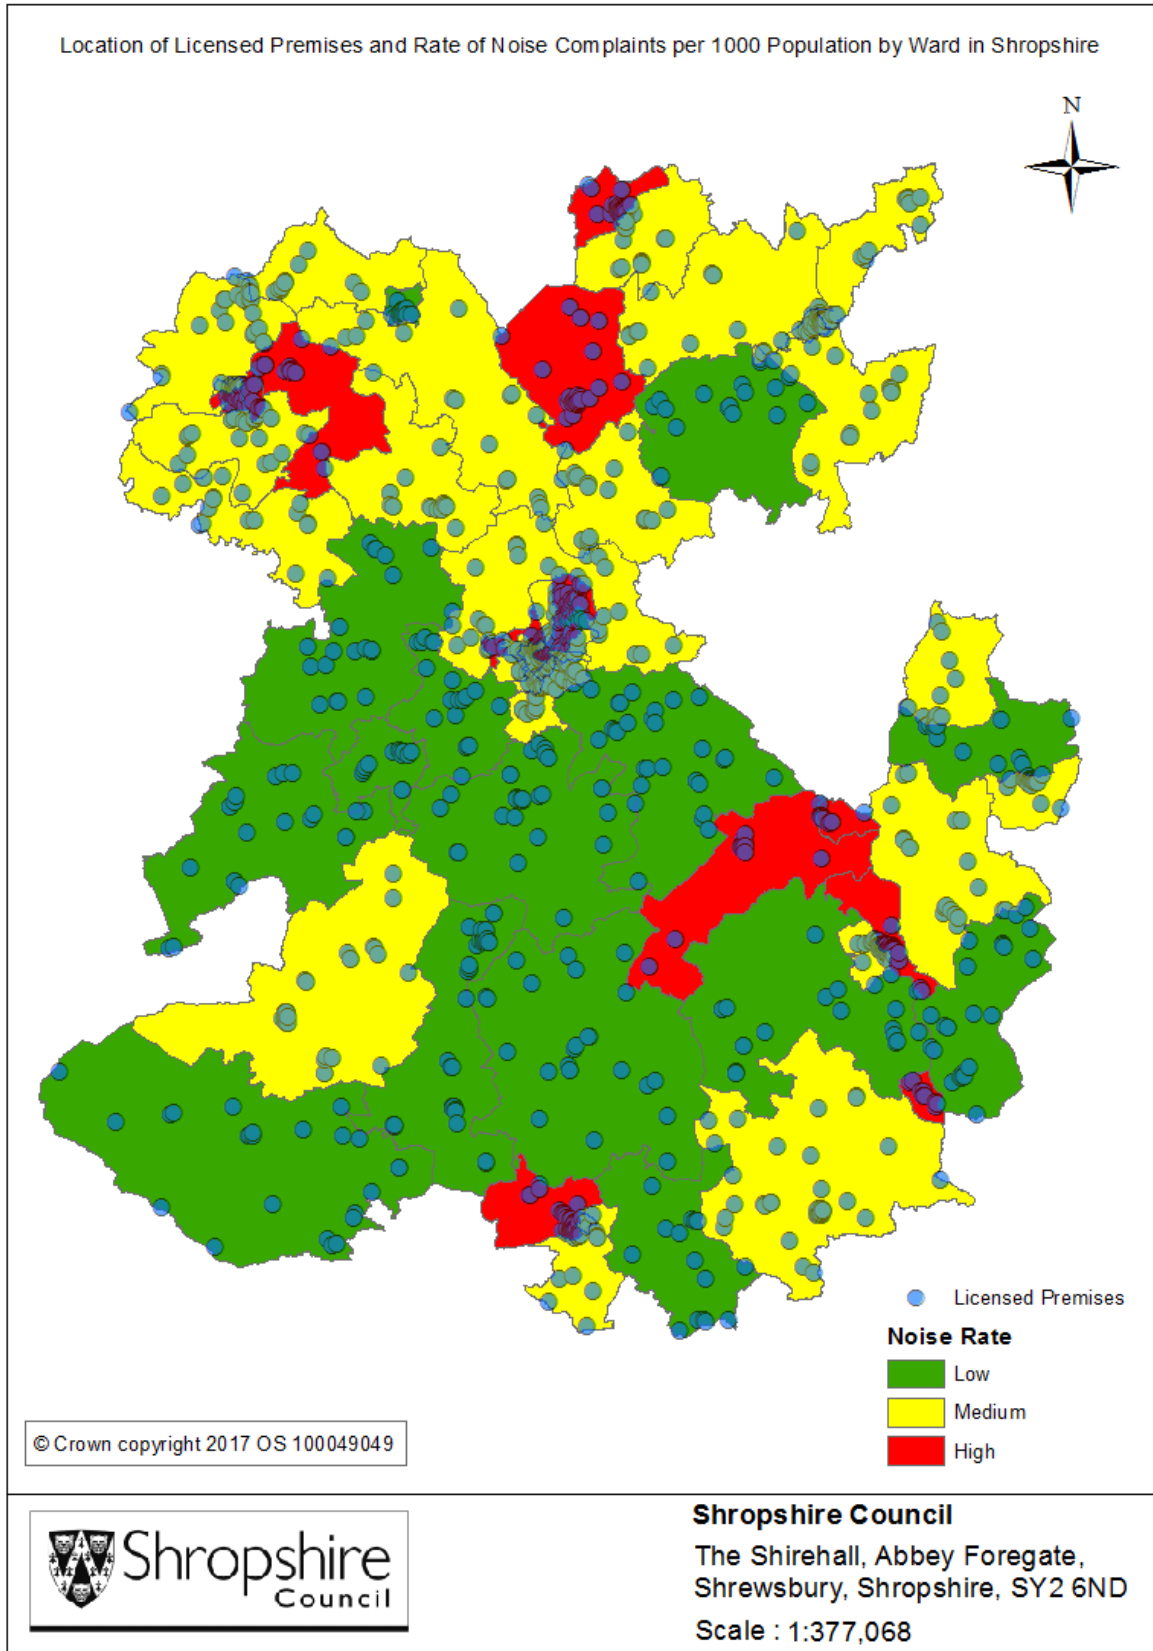 Location of Licensed Premises and Rate of Noise Complaints per 1000 Population by Ward in Shropshire
N
Licensed Premises
Noise Rate
Low
Medium
High
© Crown copyright 2017 OS 100049049
Shropshire
Council
Shropshire Council
The Shirehall, Abbey Foregate,
Shrewsbury, Shropshire, SY2 6ND
Scale : 1:377,068